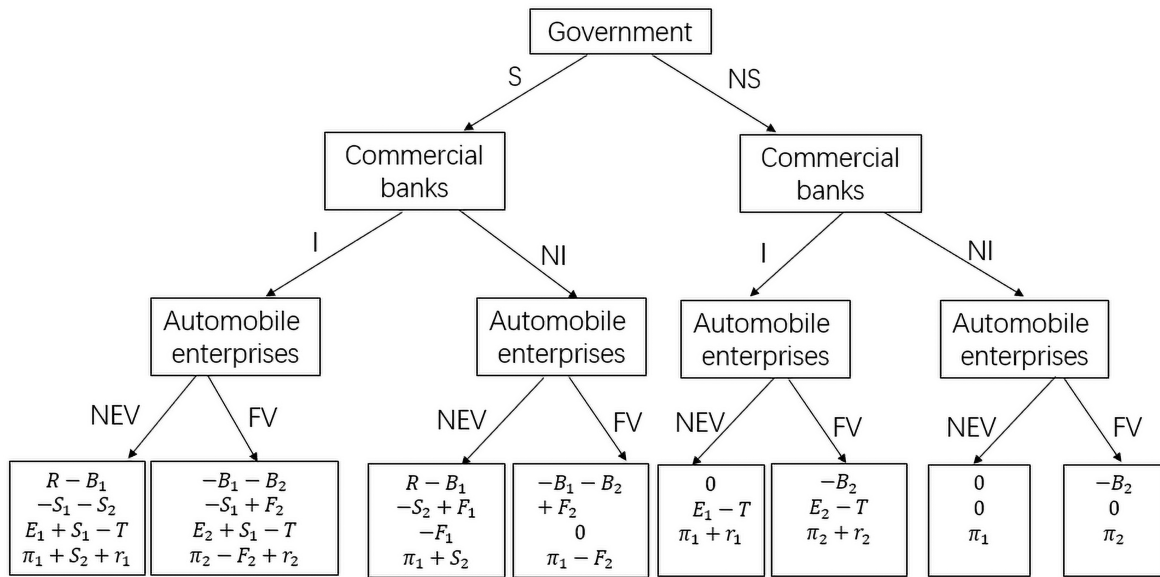 Government
S
NS
Commercial
banks
Commercial
banks
I
NI
I
NI
Automobile
enterprises
Automobile
enterprises
Automobile
enterprises
Automobile
enterprises
NEV
FV
NEV
FV
NEV
FV
NEV
FV
R − B₁
−S₁ − S₂
E₁ + S₁ − T
π₁ + S₂ + r₁
−B₁ − B₂
−S₁ + F₂
E₂ + S₁ − T
π₂ − F₂ + r₂
R − B₁
−S₂ + F₁
−F₁
π₁ + S₂
−B₁ − B₂
+ F₂
0
π₁ − F₂
0
E₁ − T
π₁ + r₁
−B₂
E₂ − T
π₂ + r₂
0
0
π₁
−B₂
0
π₂